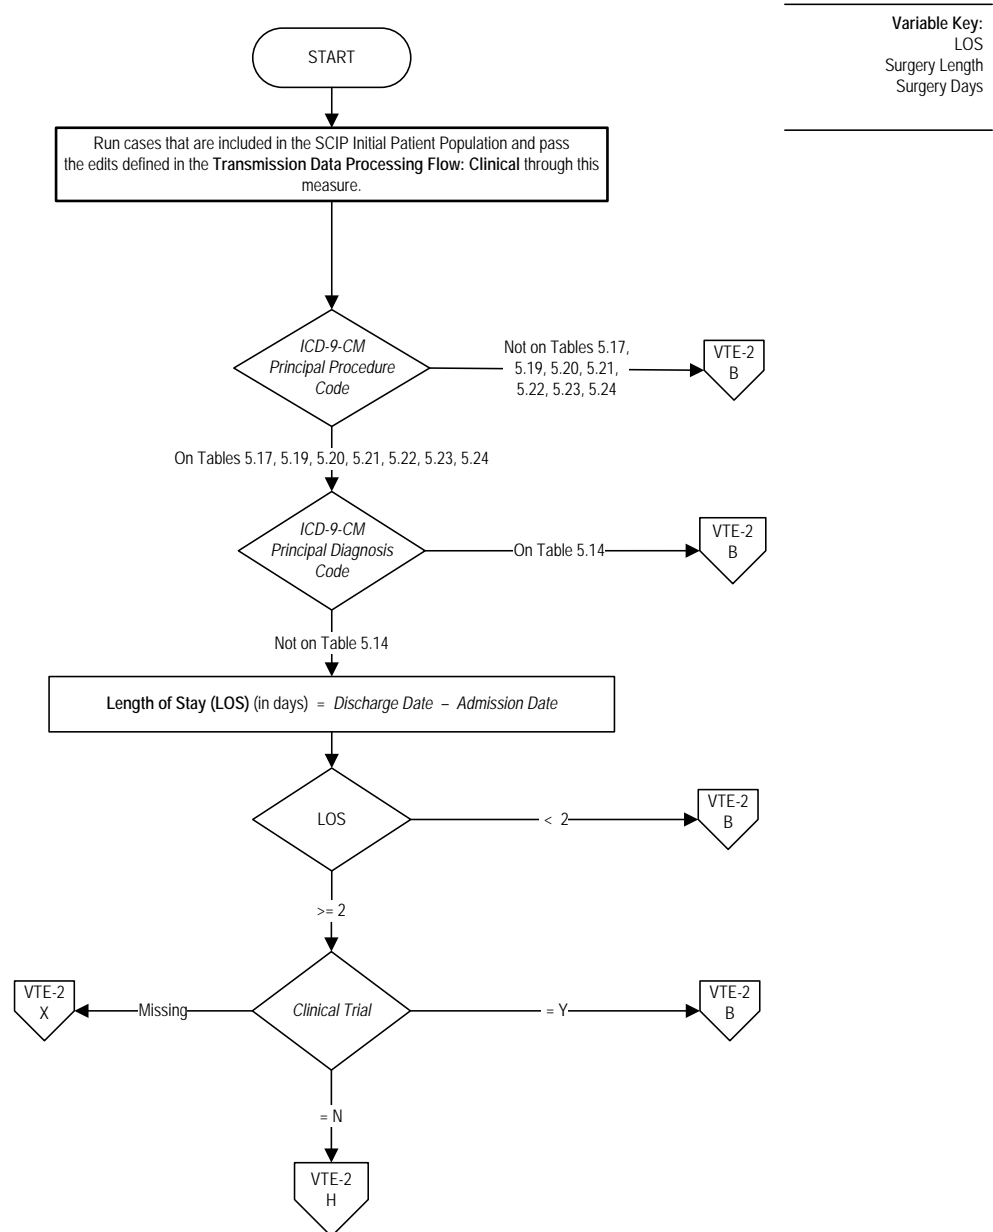 Variable Key:
LOS
Surgery Length
Surgery Days
START
Run cases that are included in the SCIP Initial Patient Population and pass
the edits defined in the Transmission Data Processing Flow: Clinical through this
measure.
ICD-9-CM
Principal Procedure
Code
Not on Tables 5.17,
5.19, 5.20, 5.21,
5.22, 5.23, 5.24
VTE-2
B
On Tables 5.17, 5.19, 5.20, 5.21, 5.22, 5.23, 5.24
ICD-9-CM
Principal Diagnosis
Code
On Table 5.14
VTE-2
B
Not on Table 5.14
Length of Stay (LOS) (in days) = Discharge Date – Admission Date
LOS
< 2
VTE-2
B
>= 2
VTE-2
X
Missing
Clinical Trial
= Y
VTE-2
B
= N
VTE-2
H